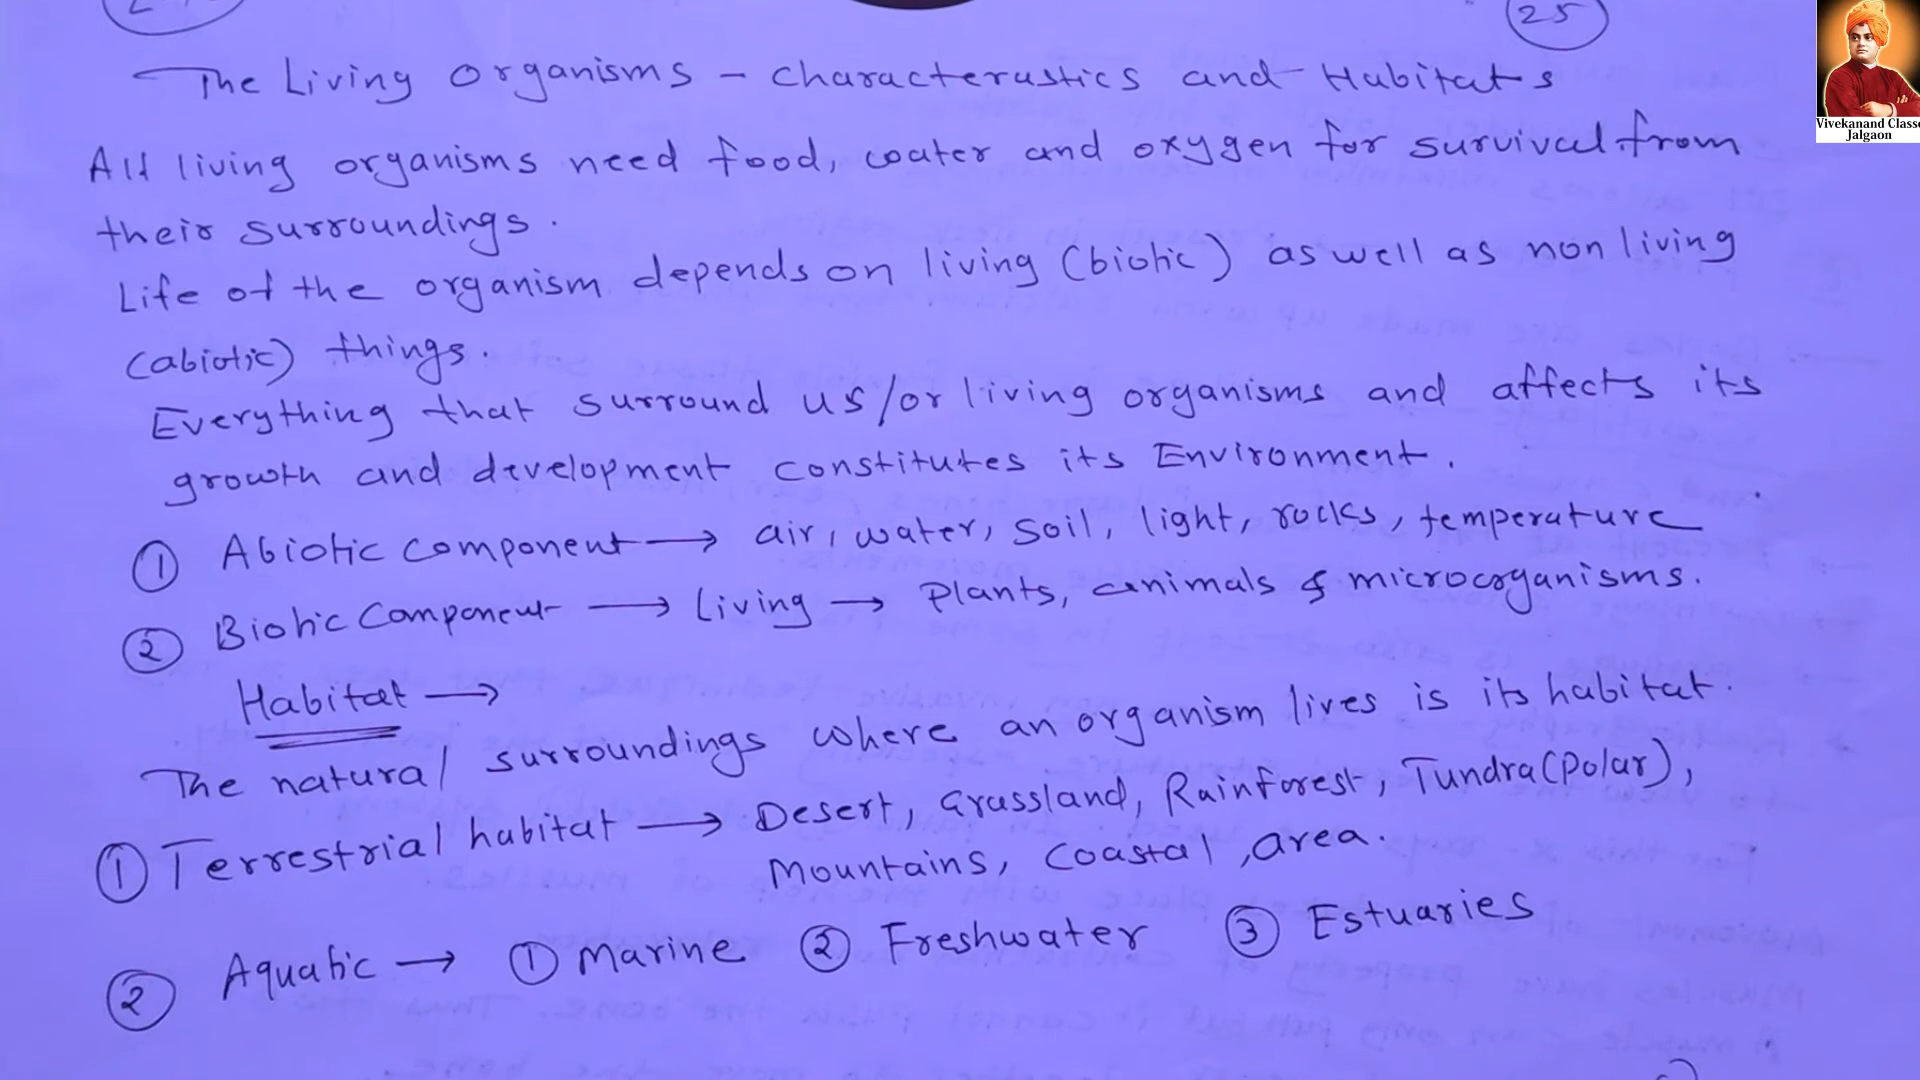 25
The Living Organisms - Characterustics and Habitats
All living organisms need food, water and oxygen for survival from
their surroundings.
Life of the organism depends on living (biotic) as well as non living
(abiotic) things.
Everything that surround us/or living organisms and affects its
growth and development constitutes its Environment.
① Abiotic component → air, water, soil, light, rocks, temperature
② Biotic Component → Living → Plants, animals & microorganisms.
Habitat →
The natural surroundings where an organism lives is its habitat.
① Terrestrial habitat → Desert, Grassland, Rainforest, Tundra(Polar),
Mountains, Coastal, area.
② Aquatic → ① Marine ② Freshwater ③ Estuaries
Vivekanand Classe
Jalgaon